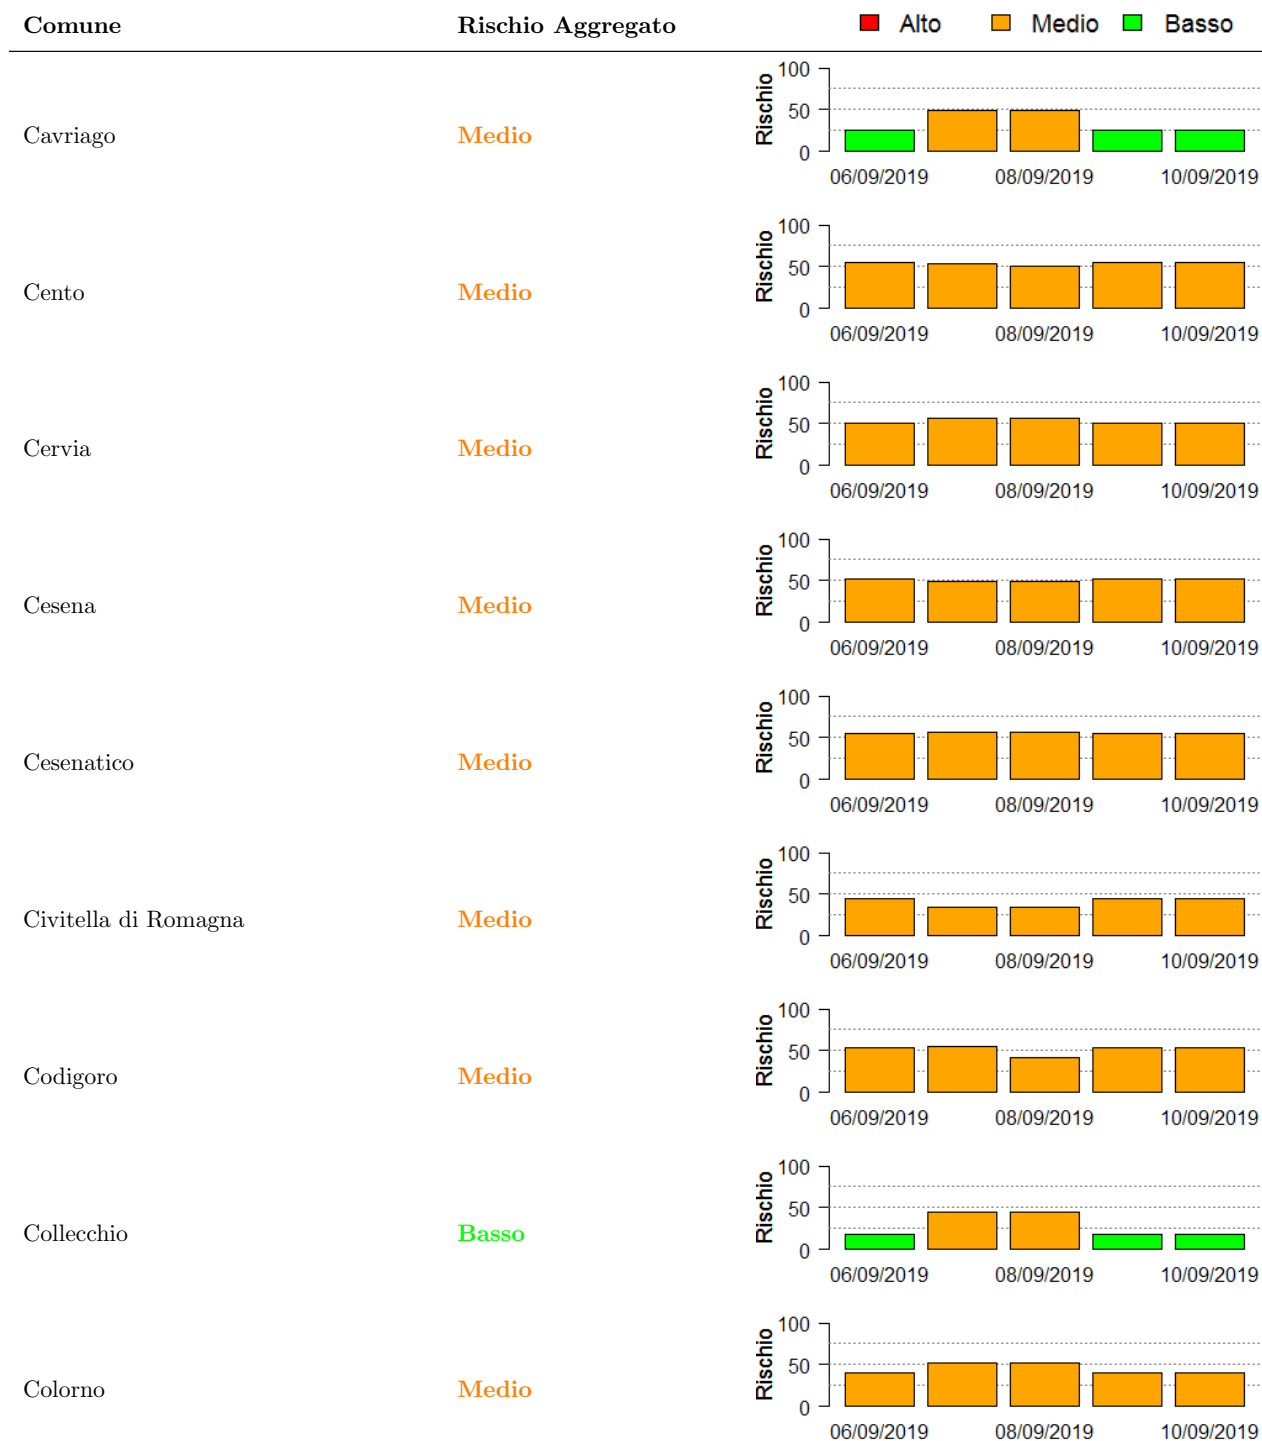 Comune Rischio Aggregato Alto Medio Basso
Cavriago Medio Rischio 100 50 0
06/09/2019 08/09/2019 10/09/2019
Cento Medio Rischio 100 50 0
06/09/2019 08/09/2019 10/09/2019
Cervia Medio Rischio 100 50 0
06/09/2019 08/09/2019 10/09/2019
Cesena Medio Rischio 100 50 0
06/09/2019 08/09/2019 10/09/2019
Cesenatico Medio Rischio 100 50 0
06/09/2019 08/09/2019 10/09/2019
Civitella di Romagna Medio Rischio 100 50 0
06/09/2019 08/09/2019 10/09/2019
Codigoro Medio Rischio 100 50 0
06/09/2019 08/09/2019 10/09/2019
Collecchio Basso Rischio 100 50 0
06/09/2019 08/09/2019 10/09/2019
Colorno Medio Rischio 100 50 0
06/09/2019 08/09/2019 10/09/2019